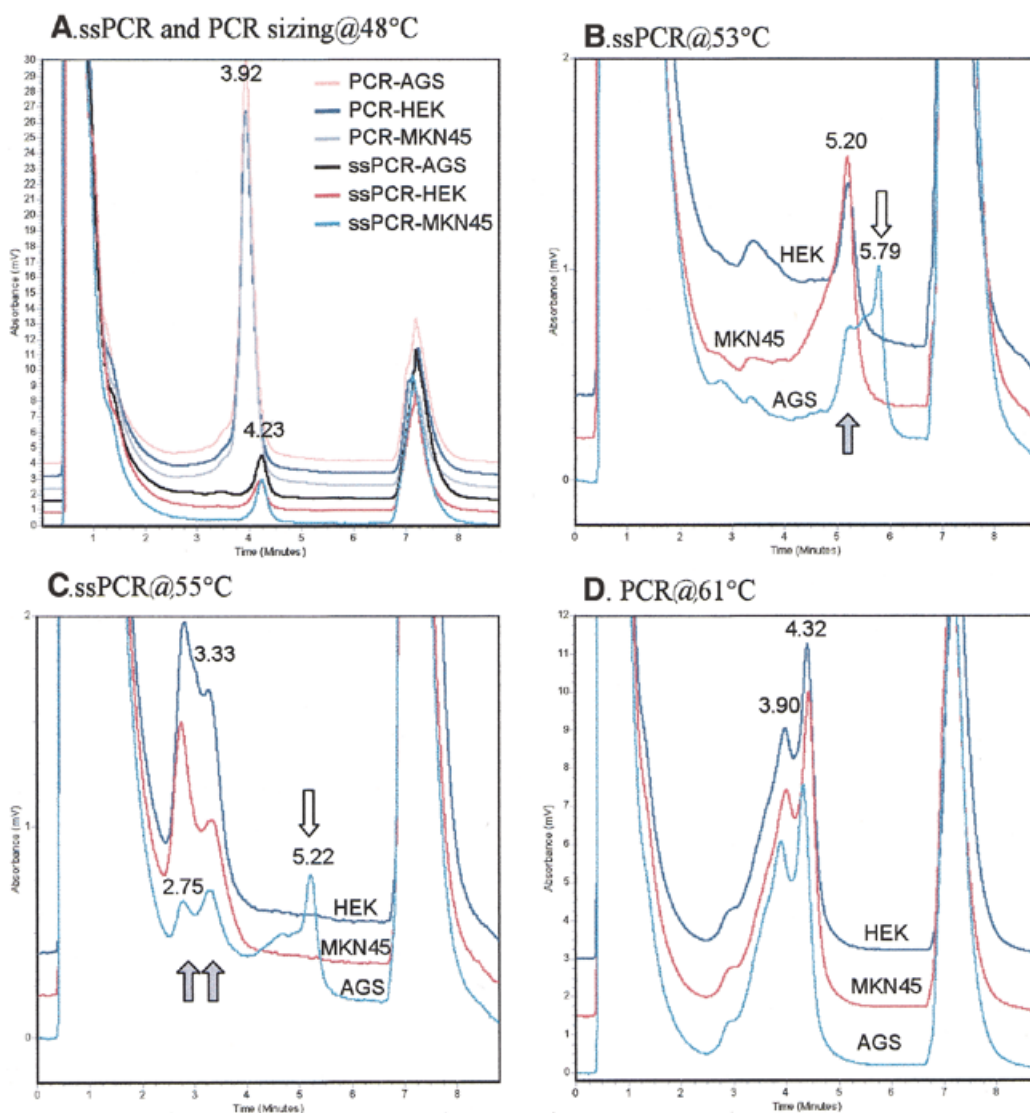 A.ssPCR and PCR sizing@48°C
30
29
28
27
26
25
24
23
22
21
20
19
18
17
16
15
14
13
12
11
10
9
8
7
6
5
4
3
2
1
0
Absorbance (mV)
3.92
4.23
PCR-AGS
PCR-HEK
PCR-MKN45
ssPCR-AGS
ssPCR-HEK
ssPCR-MKN45
1 2 3 4 5 6 7 8
Time (Minutes)
B.ssPCR@53°C
2
1
0
Absorbance (mV)
5.20
5.79
HEK
MKN45
AGS
0 1 2 3 4 5 6 7 8
Time (Minutes)
C.ssPCR@55°C
2
1
0
Absorbance (mV)
3.33
5.22
2.75
HEK
MKN45
AGS
0 1 2 3 4 5 6 7 8
Time (Minutes)
D. PCR@61°C
12
11
10
9
8
7
6
5
4
3
2
1
0
Absorbance (mV)
4.32
3.90
HEK
MKN45
AGS
0 1 2 3 4 5 6 7 8
Time (Minutes)